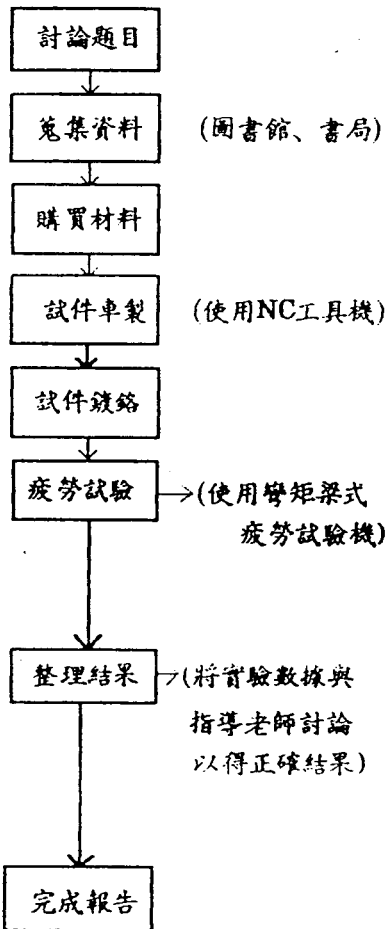 討論題目
蒐集資料 (圖書館、書局)
購買材料
試件車製 (使用NC工具機)
試件鍍鉻
疲勞試驗 (使用彎矩梁式
疲勞試驗機)
整理結果 (將實驗數據與
指導老師討論
以得正確結果)
完成報告